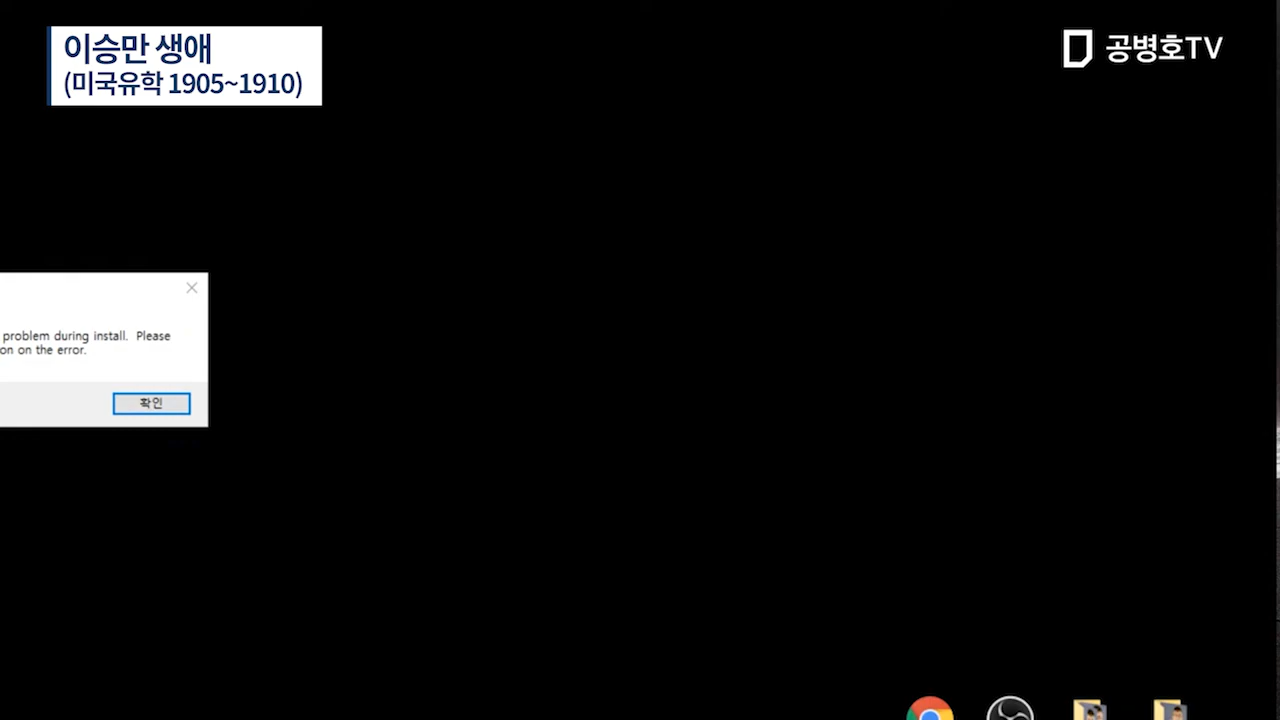 이승만 생애
(미국유학 1905~1910)
공병호TV
problem during install. Please
on on the error.
확인